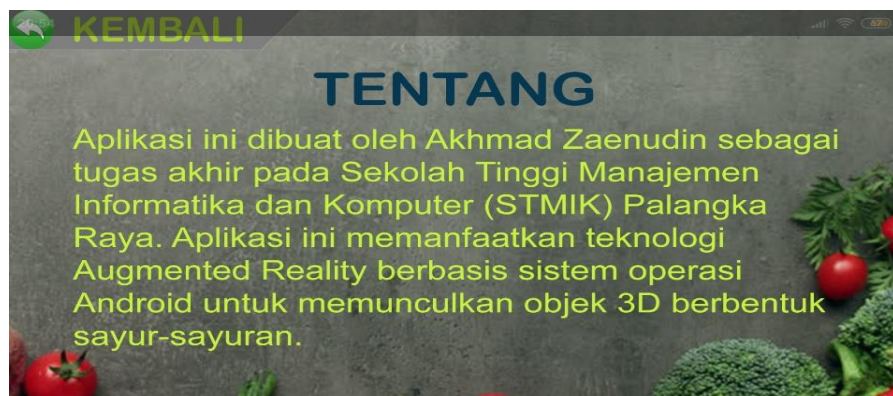 KEMBALI
TENTANG
Aplikasi ini dibuat oleh Akhmad Zaenudin sebagai
tugas akhir pada Sekolah Tinggi Manajemen
Informatika dan Komputer (STMIK) Palangka
Raya. Aplikasi ini memanfaatkan teknologi
Augmented Reality berbasis sistem operasi
Android untuk memunculkan objek 3D berbentuk
sayur-sayuran.